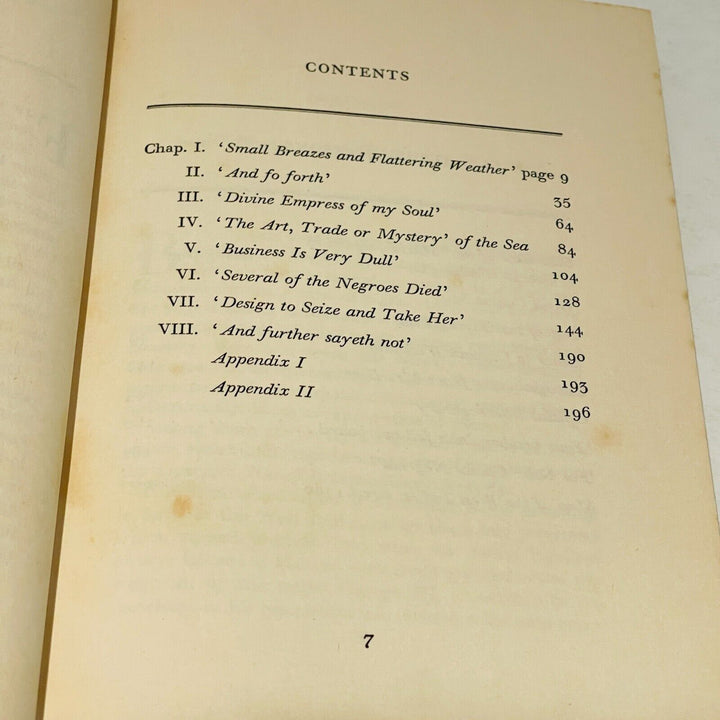 CONTENTS
Chap. I. ‘Small Breazes and Flattering Weather’ page 9
II. ‘And fo forth’ 35
III. ‘Divine Empress of my Soul’ 64
IV. ‘The Art, Trade or Mystery’ of the Sea 84
V. ‘Business Is Very Dull’ 104
VI. ‘Several of the Negroes Died’ 128
VII. ‘Design to Seize and Take Her’ 144
VIII. ‘And further sayeth not’ 190
Appendix I 193
Appendix II 196
7